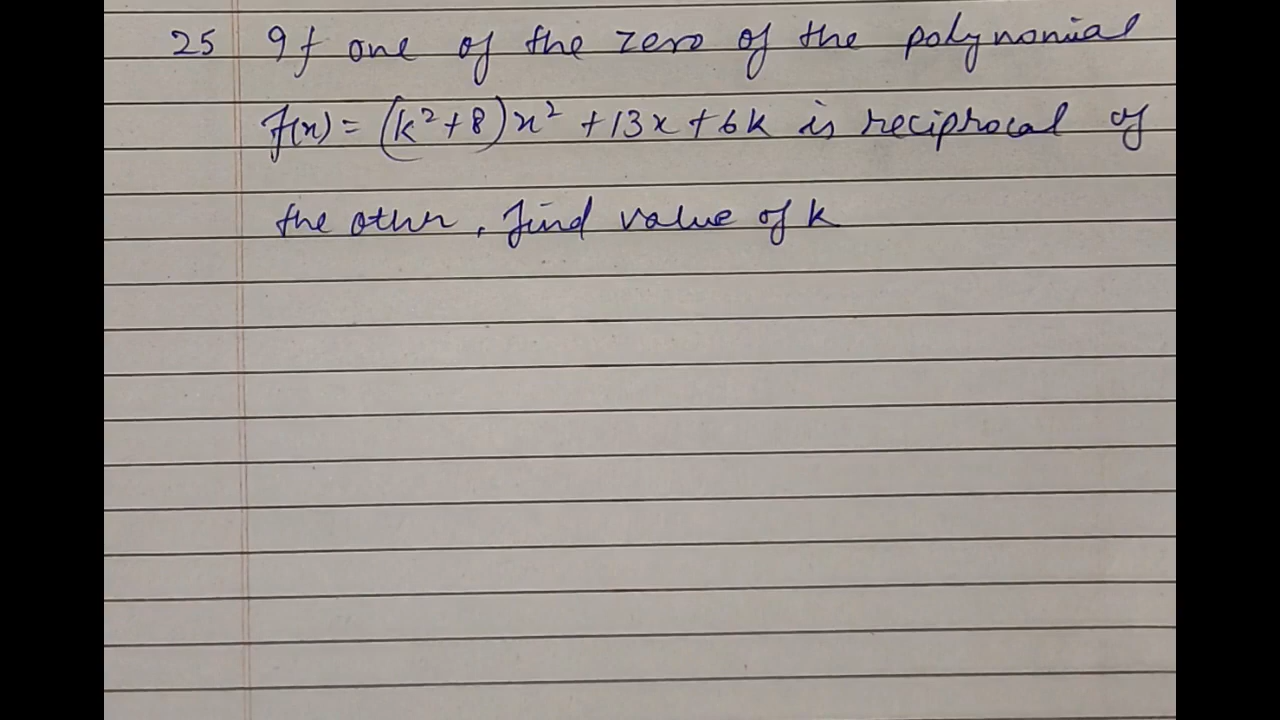 25 If one of the zero of the polynomial
f(x) = (k²+8)x² + 13x + 6k is reciprocal of
the other, find value of k